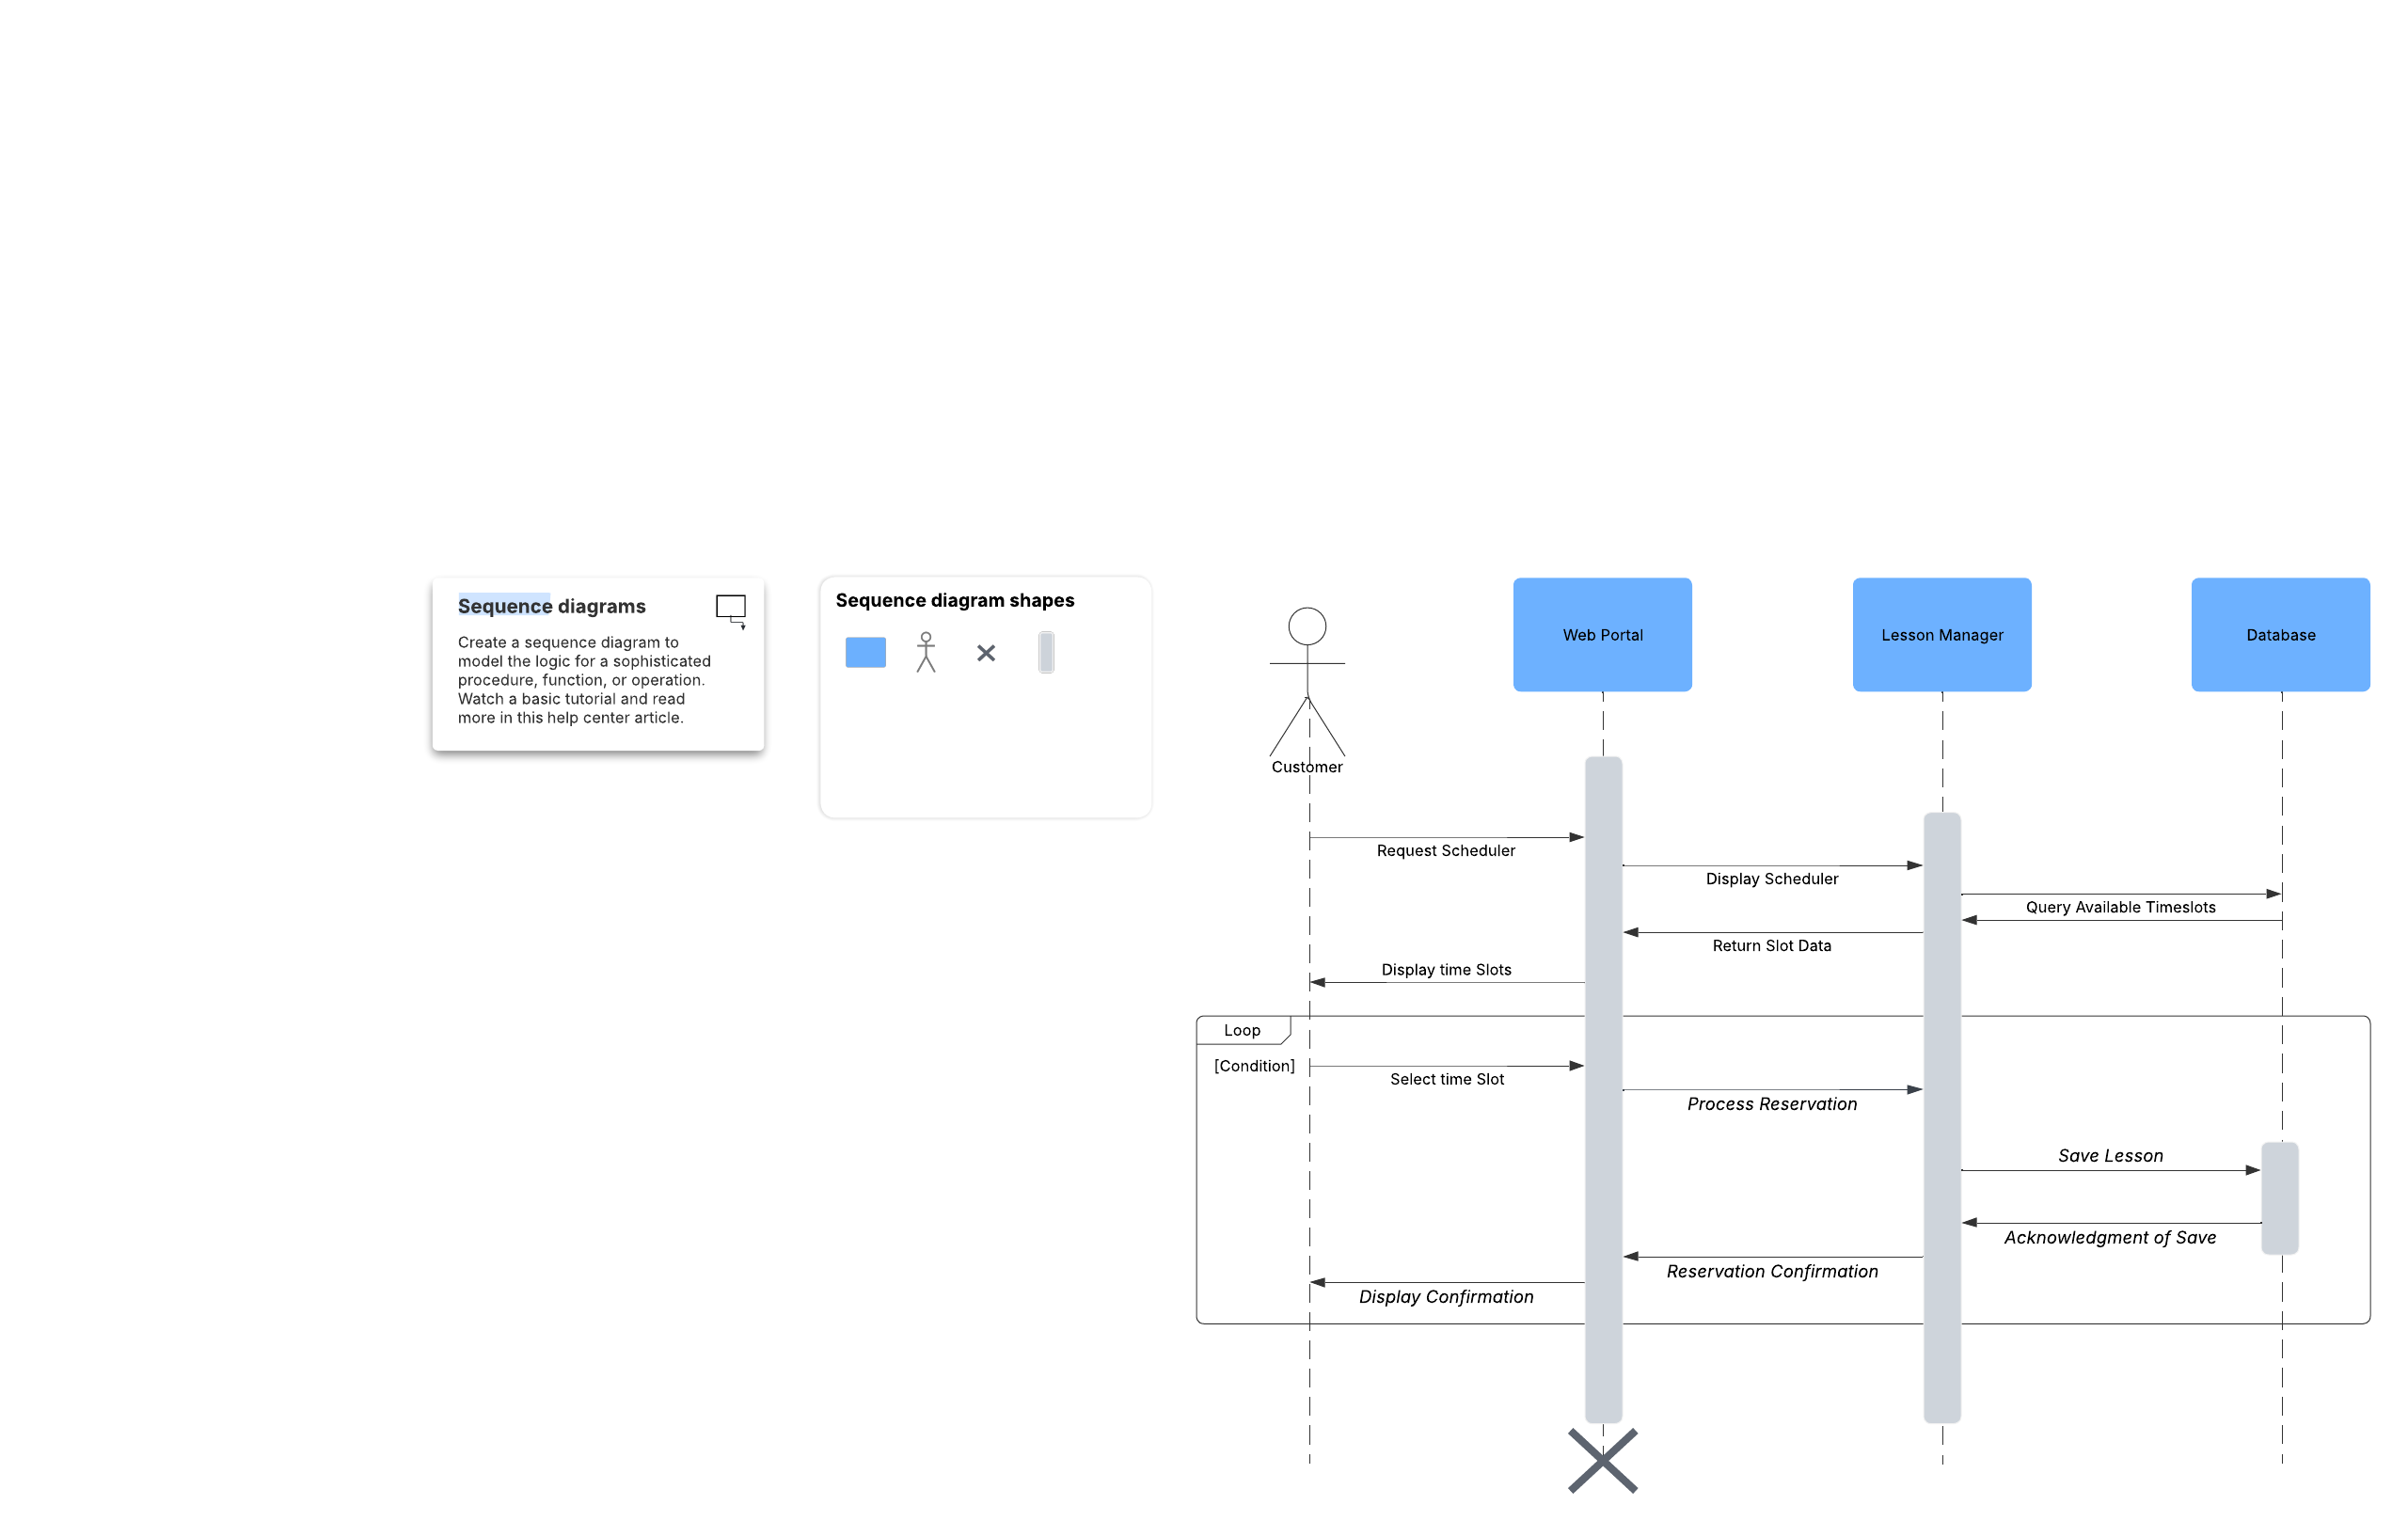 Sequence diagrams
Create a sequence diagram to
model the logic for a sophisticated
procedure, function, or operation.
Watch a basic tutorial and read
more in this help center article.
Sequence diagram shapes
Customer
Web Portal
Lesson Manager
Database
Request Scheduler
Display Scheduler
Query Available Timeslots
Return Slot Data
Display time Slots
Loop
[Condition]
Select time Slot
Process Reservation
Save Lesson
Acknowledgment of Save
Reservation Confirmation
Display Confirmation